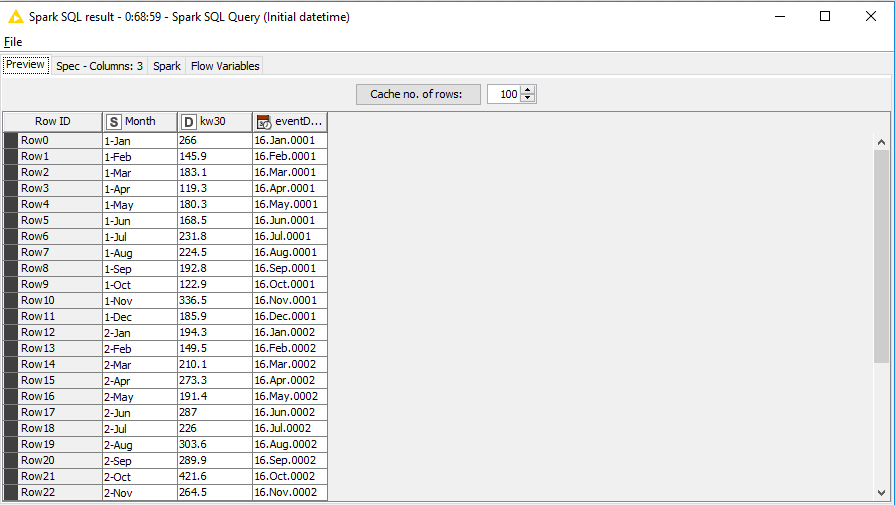 Spark SQL result - 0:68:59 - Spark SQL Query (Initial datetime)
File
Preview Spec - Columns: 3 Spark Flow Variables
Cache no. of rows: 100
Row ID S Month D kw30 eventD...
Row0 1-Jan 266 16.Jan.0001
Row1 1-Feb 145.9 16.Feb.0001
Row2 1-Mar 183.1 16.Mar.0001
Row3 1-Apr 119.3 16.Apr.0001
Row4 1-May 180.3 16.May.0001
Row5 1-Jun 168.5 16.Jun.0001
Row6 1-Jul 231.8 16.Jul.0001
Row7 1-Aug 224.5 16.Aug.0001
Row8 1-Sep 192.8 16.Sep.0001
Row9 1-Oct 122.9 16.Oct.0001
Row10 1-Nov 336.5 16.Nov.0001
Row11 1-Dec 185.9 16.Dec.0001
Row12 2-Jan 194.3 16.Jan.0002
Row13 2-Feb 149.5 16.Feb.0002
Row14 2-Mar 210.1 16.Mar.0002
Row15 2-Apr 273.3 16.Apr.0002
Row16 2-May 191.4 16.May.0002
Row17 2-Jun 287 16.Jun.0002
Row18 2-Jul 226 16.Jul.0002
Row19 2-Aug 303.6 16.Aug.0002
Row20 2-Sep 289.9 16.Sep.0002
Row21 2-Oct 421.6 16.Oct.0002
Row22 2-Nov 264.5 16.Nov.0002